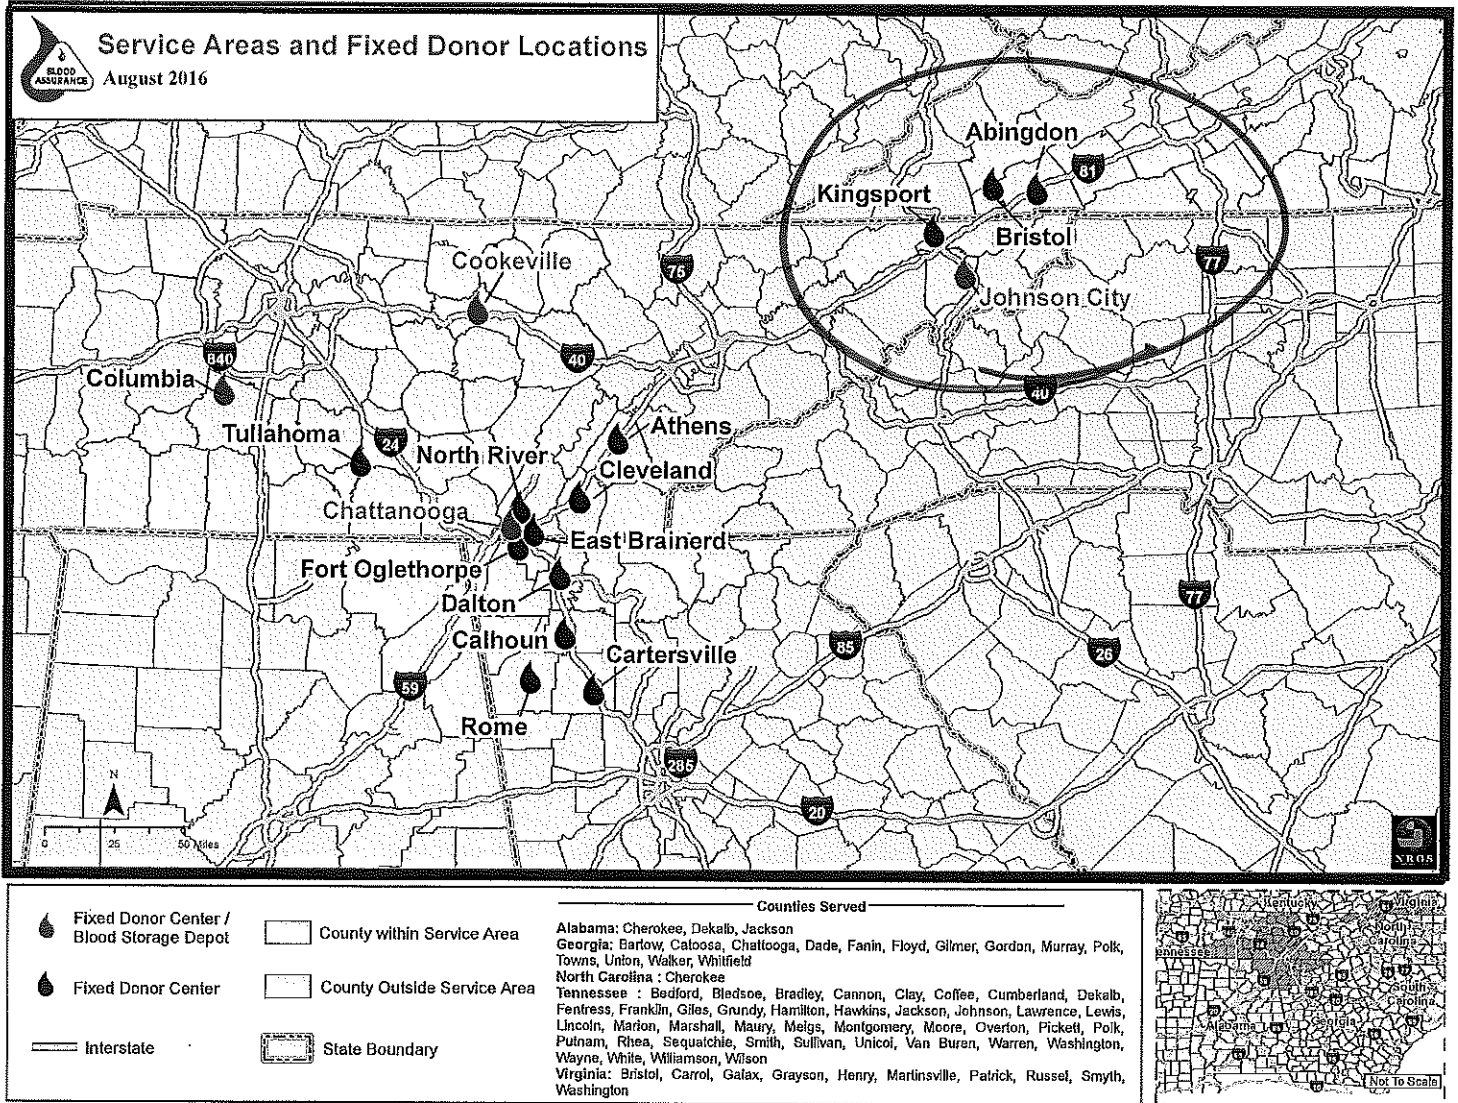 Service Areas and Fixed Donor Locations
August 2016
BLOOD
ASSURANCE
Abingdon
81
Kingsport
Bristol
77
Johnson City
Cookeville
75
40
840
Columbia
40
Tullahoma
24
North River
Athens
Cleveland
Chattanooga
East Brainerd
Fort Oglethorpe
Dalton
77
Calhoun
Cartersville
85
26
59
Rome
285
20
N
0 25 50 Miles
NRGS
Fixed Donor Center /
Blood Storage Depot
Fixed Donor Center
Interstate
County within Service Area
County Outside Service Area
State Boundary
Counties Served
Alabama: Cherokee, Dekalb, Jackson
Georgia: Bartow, Catoosa, Chattooga, Dade, Fanin, Floyd, Gilmer, Gordon, Murray, Polk,
Towns, Union, Walker, Whitfield
North Carolina : Cherokee
Tennessee : Bedford, Bledsoe, Bradley, Cannon, Clay, Coffee, Cumberland, Dekalb,
Fentress, Franklin, Giles, Grundy, Hamilton, Hawkins, Jackson, Johnson, Lawrence, Lewis,
Lincoln, Marion, Marshall, Maury, Meigs, Montgomery, Moore, Overton, Pickett, Polk,
Putnam, Rhea, Sequatchie, Smith, Sullivan, Unicoi, Van Buren, Warren, Washington,
Wayne, White, Williamson, Wilson
Virginia: Bristol, Carrol, Galax, Grayson, Henry, Martinsville, Patrick, Russel, Smyth,
Washington
Kentucky
Virginia
North
Carolina
ennessee
South
Carolina
Alabama
Georgia
Not To Scale